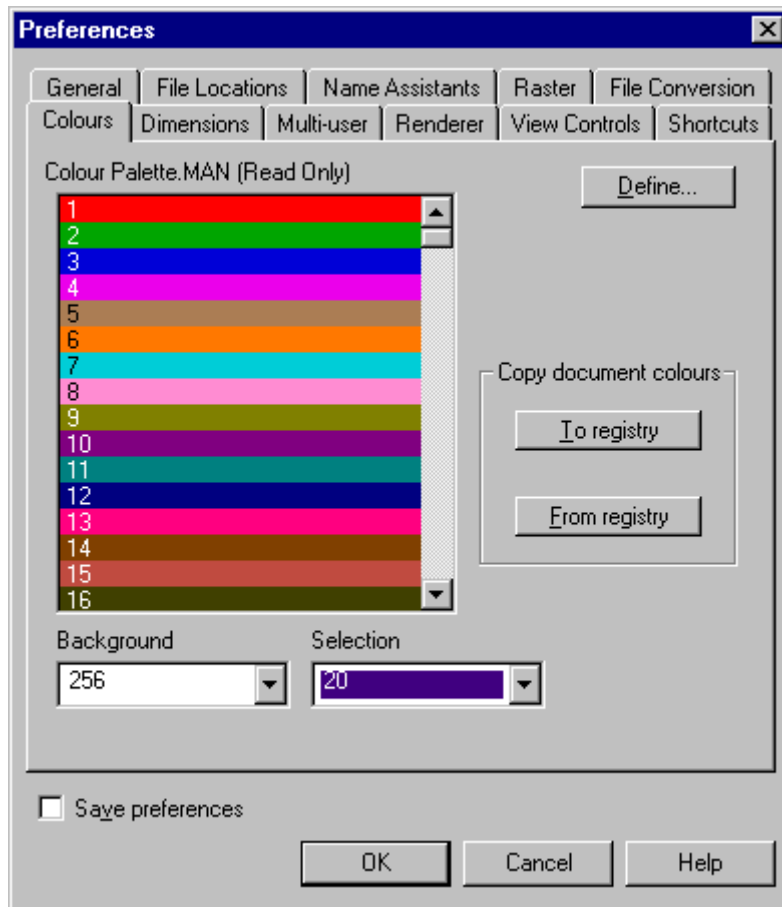 Preferences
General File Locations Name Assistants Raster File Conversion
Colours Dimensions Multi-user Renderer View Controls Shortcuts
Colour Palette.MAN (Read Only)
Define...
1
2
3
4
5
6
7
8
9
10
11
12
13
14
15
16
Copy document colours
To registry
From registry
Background Selection
256 20
Save preferences
OK Cancel Help